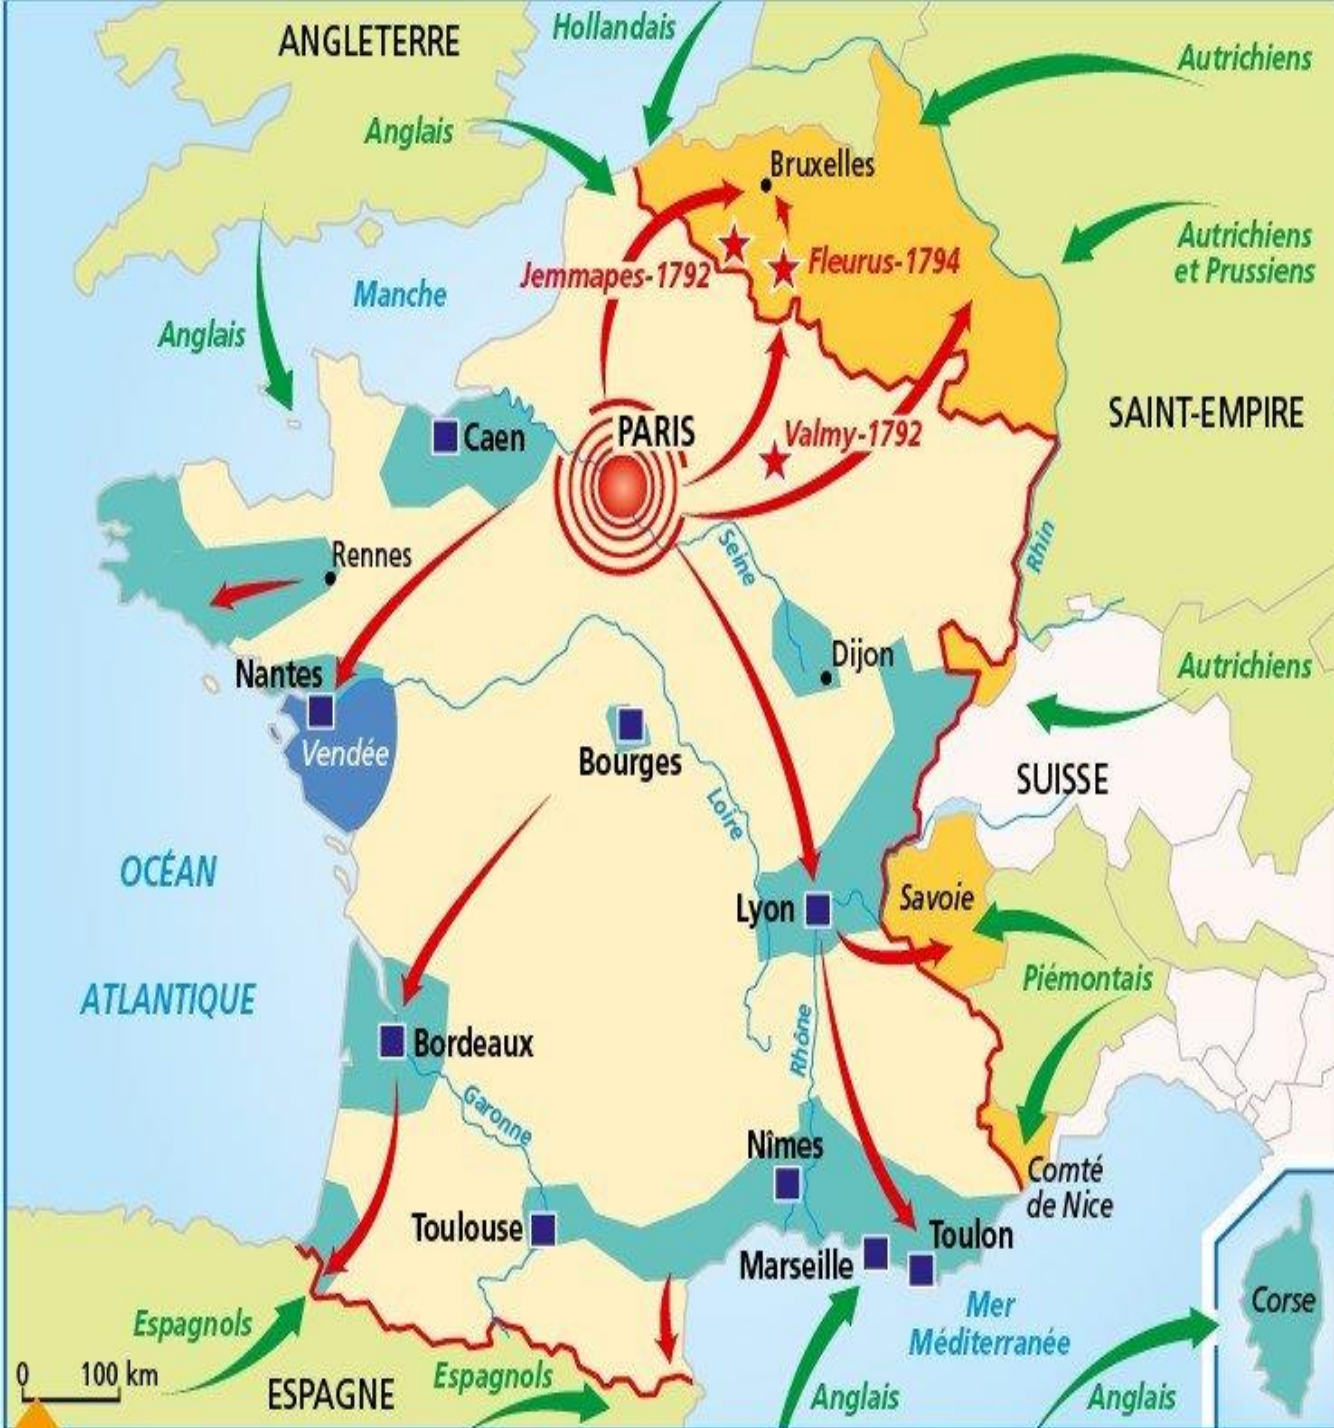 Hollandais
ANGLETERRE
Autrichiens
Anglais
Bruxelles
Autrichiens
et Prussiens
Jemmapes-1792
Fleurus-1794
Manche
Anglais
SAINT-EMPIRE
PARIS
Valmy-1792
Caen
Rennes
Seine
Rhin
Dijon
Autrichiens
Nantes
Vendée
Bourges
SUISSE
Loire
OCÉAN
ATLANTIQUE
Lyon
Savoie
Piémontais
Rhône
Bordeaux
Garonne
Nîmes
Comté
de Nice
Toulouse
Toulon
Marseille
Mer
Méditerranée
Corse
Espagnols
0 100 km
ESPAGNE
Espagnols
Anglais
Anglais